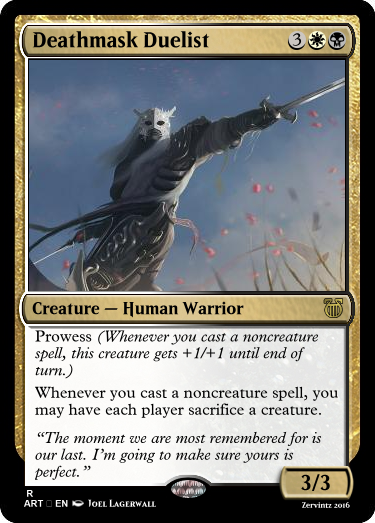 Deathmask Duelist 3
Creature — Human Warrior
Prowess (Whenever you cast a noncreature
spell, this creature gets +1/+1 until end of
turn.)
Whenever you cast a noncreature spell, you
may have each player sacrifice a creature.
“The moment we are most remembered for is
our last. I'm going to make sure yours is
perfect.”
3/3
R
ART □ EN Joel Lagerwall
Zervintz 2016